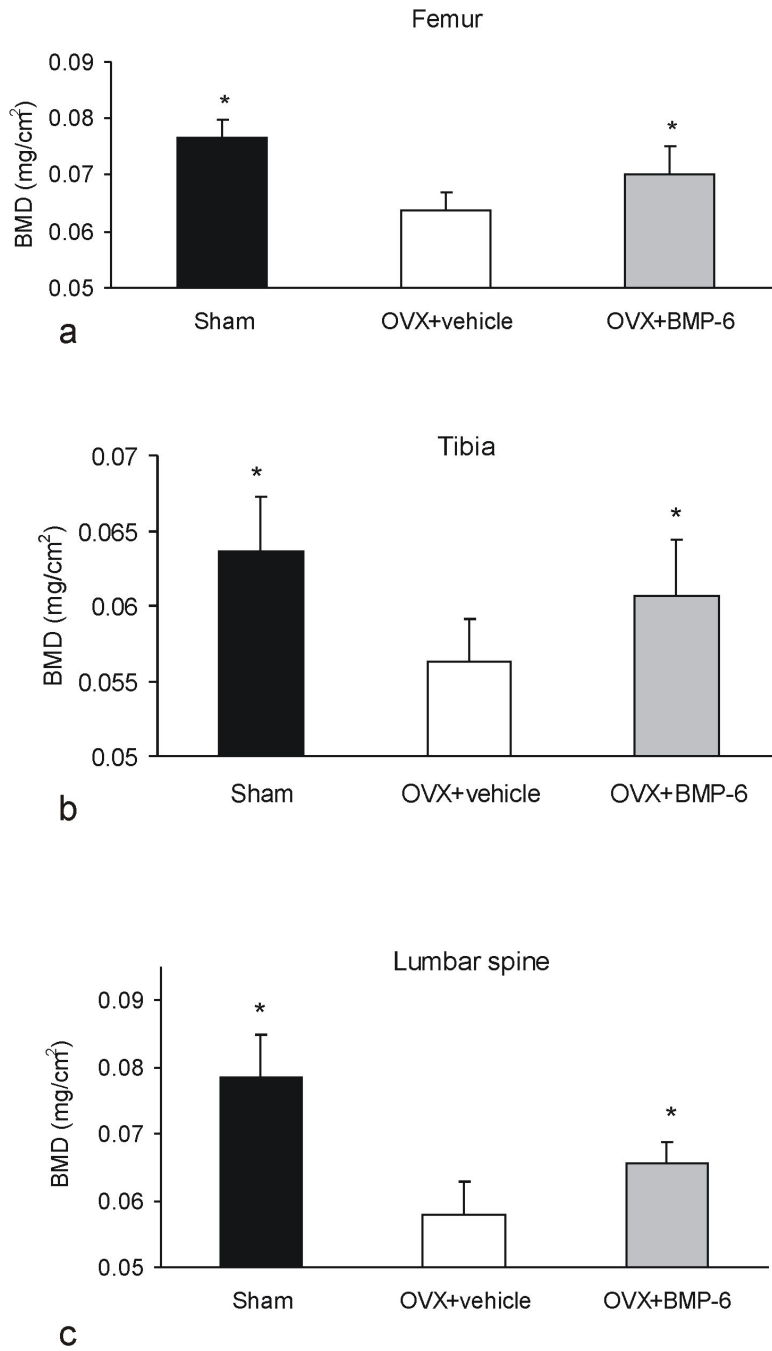 Femur
0.09
*
0.08
*
0.07
0.06
0.05
BMD (mg/cm²)
Sham OVX+vehicle OVX+BMP-6
a
Tibia
0.07
*
0.065
*
0.06
0.055
0.05
BMD (mg/cm²)
Sham OVX+vehicle OVX+BMP-6
b
Lumbar spine
0.09
*
0.08
0.07
*
0.06
0.05
BMD (mg/cm²)
Sham OVX+vehicle OVX+BMP-6
c